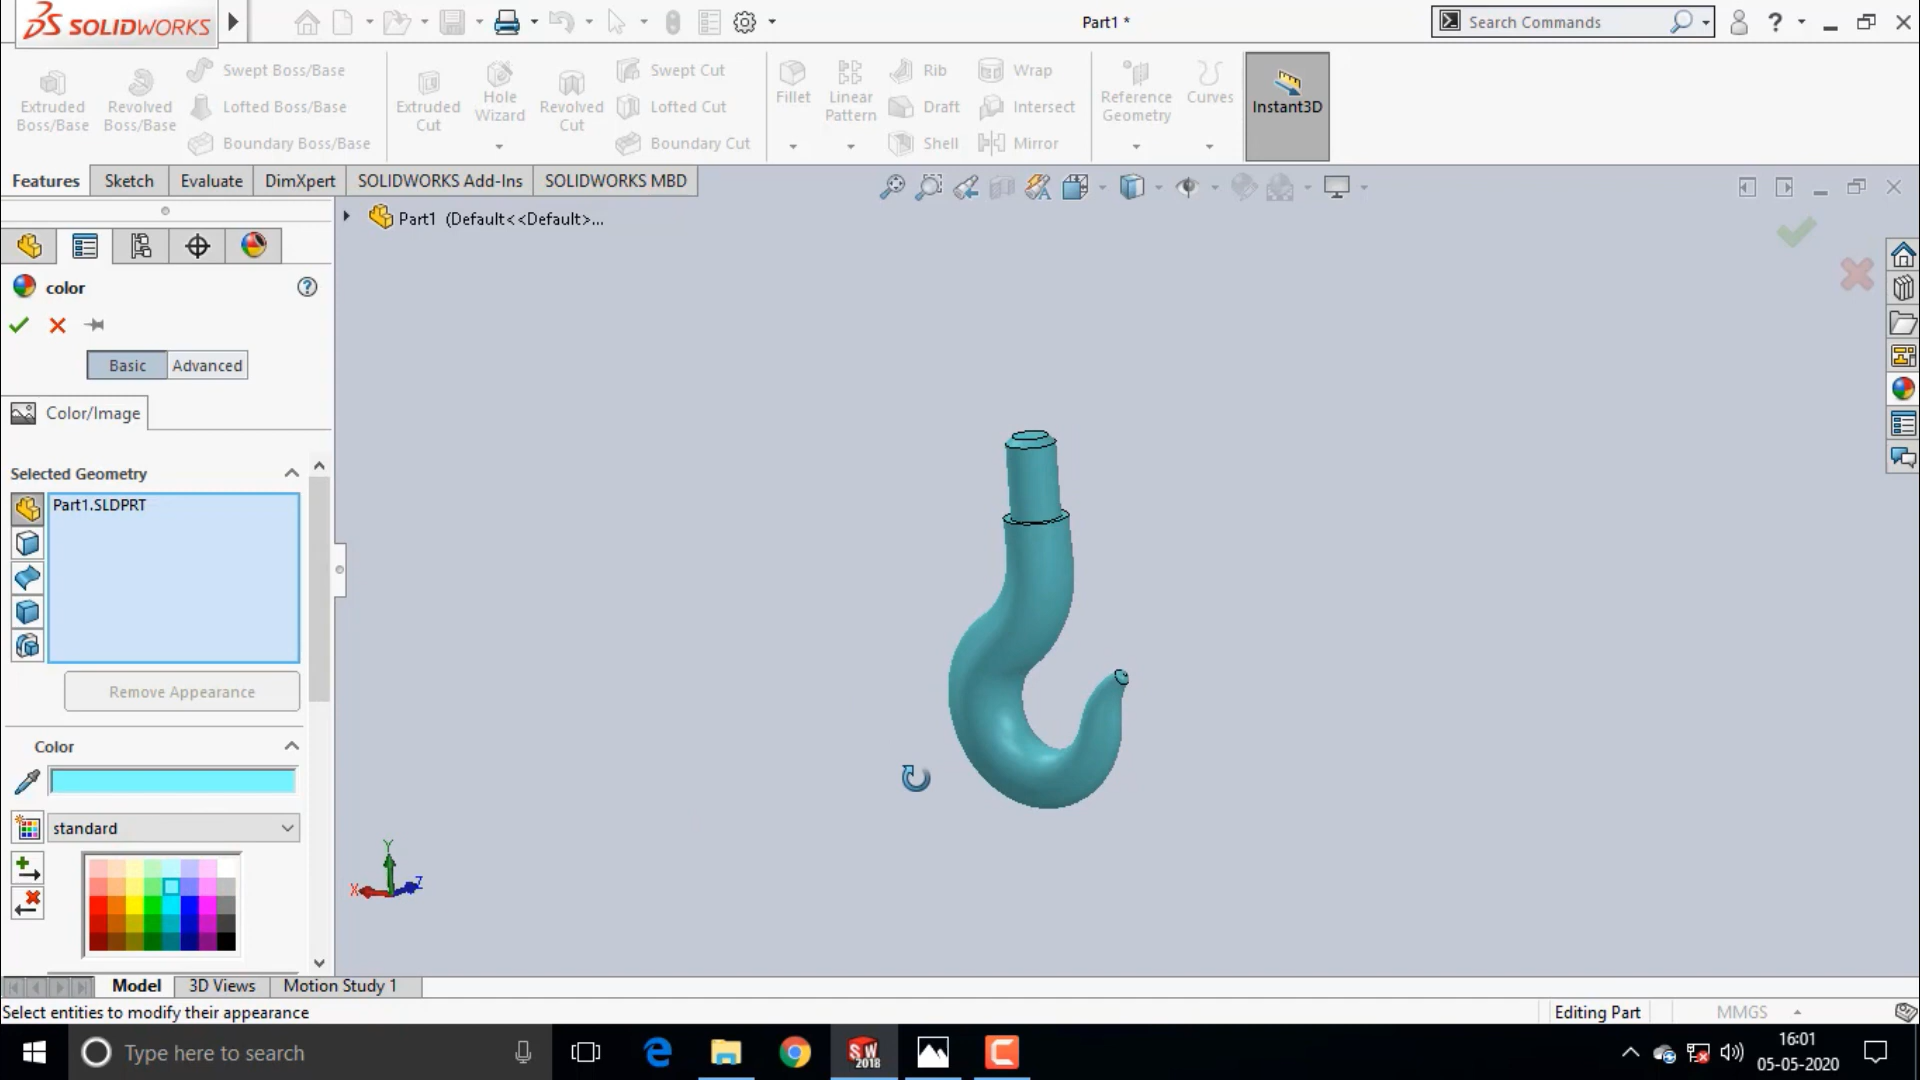 SOLIDWORKS
Part1 *
Search Commands
?
Extruded Boss/Base
Revolved Boss/Base
Swept Boss/Base
Lofted Boss/Base
Boundary Boss/Base
Extruded Cut
Hole Wizard
Revolved Cut
Swept Cut
Lofted Cut
Boundary Cut
Fillet
Linear Pattern
Rib
Draft
Shell
Wrap
Intersect
Mirror
Reference Geometry
Curves
Instant3D
Features
Sketch
Evaluate
DimXpert
SOLIDWORKS Add-Ins
SOLIDWORKS MBD
Part1 (Default<<Default>...
color
?
Basic
Advanced
Color/Image
Selected Geometry
Part1.SLDPRT
Remove Appearance
Color
standard
Y
X
Z
Model
3D Views
Motion Study 1
Select entities to modify their appearance
Editing Part
MMGS
Type here to search
SW
2018
16:01
05-05-2020